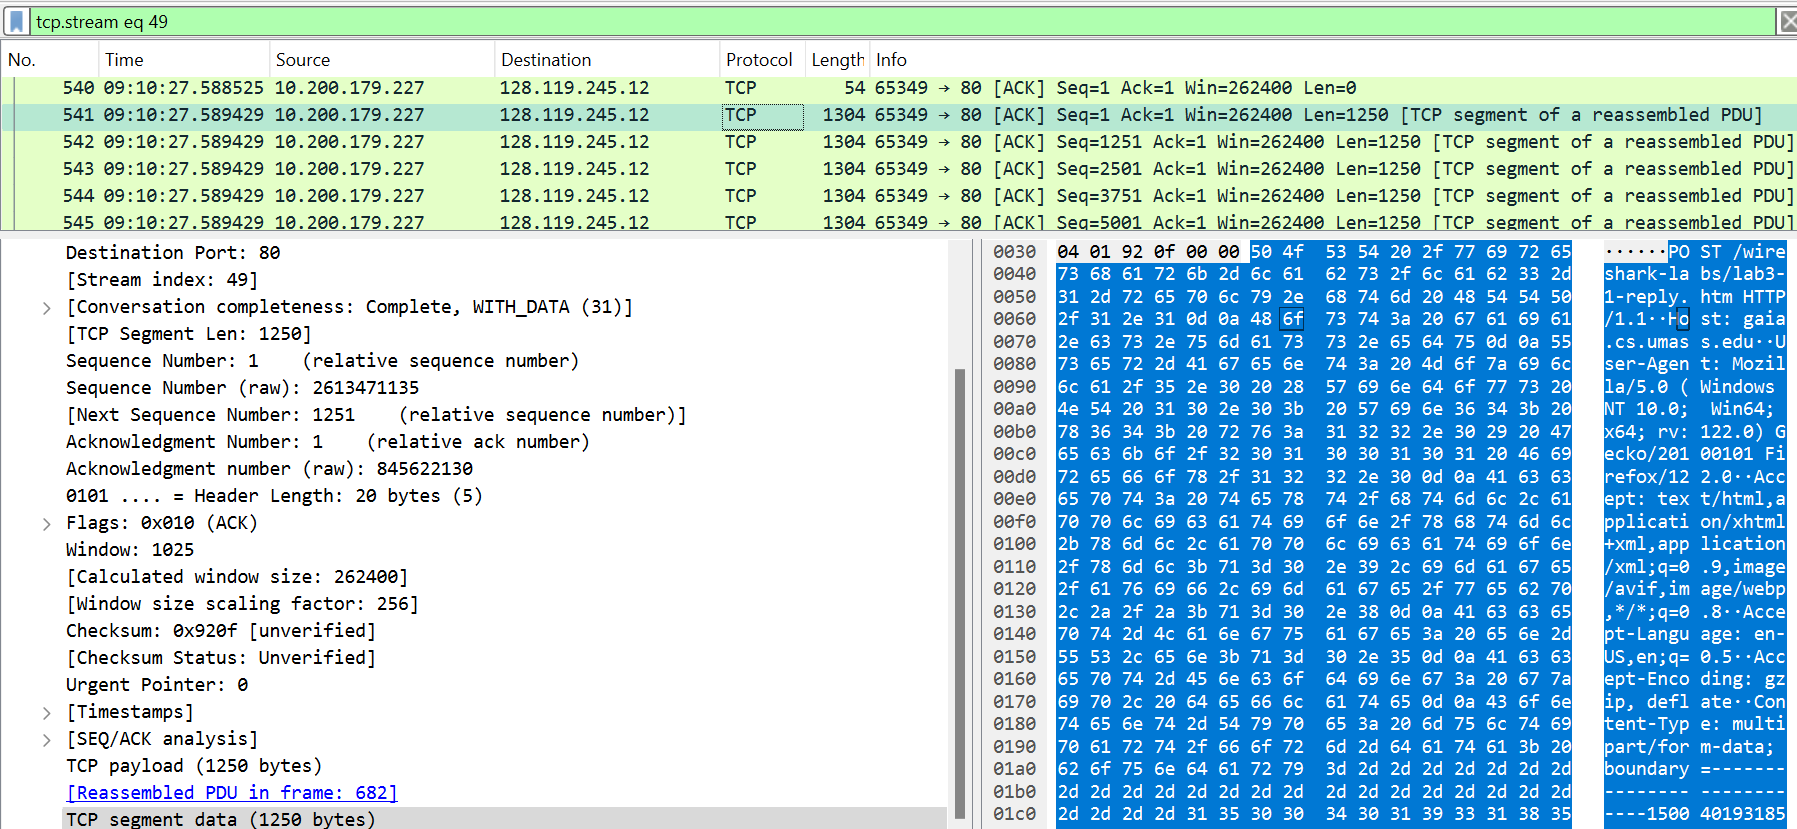 tcp.stream eq 49
No. Time Source Destination Protocol Length Info
540 09:10:27.588525 10.200.179.227 128.119.245.12 TCP 54 65349 → 80 [ACK] Seq=1 Ack=1 Win=262400 Len=0
541 09:10:27.589429 10.200.179.227 128.119.245.12 TCP 1304 65349 → 80 [ACK] Seq=1 Ack=1 Win=262400 Len=1250 [TCP segment of a reassembled PDU]
542 09:10:27.589429 10.200.179.227 128.119.245.12 TCP 1304 65349 → 80 [ACK] Seq=1251 Ack=1 Win=262400 Len=1250 [TCP segment of a reassembled PDU]
543 09:10:27.589429 10.200.179.227 128.119.245.12 TCP 1304 65349 → 80 [ACK] Seq=2501 Ack=1 Win=262400 Len=1250 [TCP segment of a reassembled PDU]
544 09:10:27.589429 10.200.179.227 128.119.245.12 TCP 1304 65349 → 80 [ACK] Seq=3751 Ack=1 Win=262400 Len=1250 [TCP segment of a reassembled PDU]
545 09:10:27.589429 10.200.179.227 128.119.245.12 TCP 1304 65349 → 80 [ACK] Seq=5001 Ack=1 Win=262400 Len=1250 [TCP segment of a reassembled PDU]
Destination Port: 80
[Stream index: 49]
[Conversation completeness: Complete, WITH_DATA (31)]
[TCP Segment Len: 1250]
Sequence Number: 1 (relative sequence number)
Sequence Number (raw): 2613471135
[Next Sequence Number: 1251 (relative sequence number)]
Acknowledgment Number: 1 (relative ack number)
Acknowledgment number (raw): 845622130
0101 .... = Header Length: 20 bytes (5)
Flags: 0x010 (ACK)
Window: 1025
[Calculated window size: 262400]
[Window size scaling factor: 256]
Checksum: 0x920f [unverified]
[Checksum Status: Unverified]
Urgent Pointer: 0
[Timestamps]
[SEQ/ACK analysis]
TCP payload (1250 bytes)
[Reassembled PDU in frame: 682]
TCP segment data (1250 bytes)
0030 04 01 92 0f 00 00 50 4f 53 54 20 2f 77 69 72 65 ······PO ST /wire
0040 73 68 61 72 6b 2d 6c 61 62 73 2f 6c 61 62 33 2d shark-la bs/lab3-
0050 31 2d 72 65 70 6c 79 2e 68 74 6d 20 48 54 54 50 1-reply. htm HTTP
0060 2f 31 2e 31 0d 0a 48 6f 73 74 3a 20 67 61 69 61 /1.1··Ho st: gaia
0070 2e 63 73 2e 75 6d 61 73 73 2e 65 64 75 0d 0a 55 .cs.umas s.edu··U
0080 73 65 72 2d 41 67 65 6e 74 3a 20 4d 6f 7a 69 6c ser-Agen t: Mozil
0090 6c 61 2f 35 2e 30 20 28 57 69 6e 64 6f 77 73 20 la/5.0 ( Windows
00a0 4e 54 20 31 30 2e 30 3b 20 57 69 6e 36 34 3b 20 NT 10.0; Win64;
00b0 78 36 34 3b 20 72 76 3a 31 32 32 2e 30 29 20 47 x64; rv: 122.0) G
00c0 65 63 6b 6f 2f 32 30 31 30 30 31 30 31 20 46 69 ecko/201 00101 Fi
00d0 72 65 66 6f 78 2f 31 32 32 2e 30 0d 0a 41 63 63 refox/12 2.0··Acc
00e0 65 70 74 3a 20 74 65 78 74 2f 68 74 6d 6c 2c 61 ept: tex t/html,a
00f0 70 70 6c 69 63 61 74 69 6f 6e 2f 78 68 74 6d 6c pplicati on/xhtml
0100 2b 78 6d 6c 2c 61 70 70 6c 69 63 61 74 69 6f 6e +xml,app lication
0110 2f 78 6d 6c 3b 71 3d 30 2e 39 2c 69 6d 61 67 65 /xml;q=0 .9,image
0120 2f 61 76 69 66 2c 69 6d 61 67 65 2f 77 65 62 70 /avif,im age/webp
0130 2c 2a 2f 2a 3b 71 3d 30 2e 38 0d 0a 41 63 63 65 ,*/*;q=0 .8··Acce
0140 70 74 2d 4c 61 6e 67 75 61 67 65 3a 20 65 6e 2d pt-Langu age: en-
0150 55 53 2c 65 6e 3b 71 3d 30 2e 35 0d 0a 41 63 63 US,en;q= 0.5··Acc
0160 65 70 74 2d 45 6e 63 6f 64 69 6e 67 3a 20 67 7a ept-Enco ding: gz
0170 69 70 2c 20 64 65 66 6c 61 74 65 0d 0a 43 6f 6e ip, defl ate··Con
0180 74 65 6e 74 2d 54 79 70 65 3a 20 6d 75 6c 74 69 tent-Typ e: multi
0190 70 61 72 74 2f 66 6f 72 6d 2d 64 61 74 61 3b 20 part/for m-data;
01a0 62 6f 75 6e 64 61 72 79 3d 2d 2d 2d 2d 2d 2d 2d boundary =-------
01b0 2d 2d 2d 2d 2d 2d 2d 2d 2d 2d 2d 2d 2d 2d 2d 2d -------- --------
01c0 2d 2d 2d 2d 31 35 30 30 34 30 31 39 33 31 38 35 ----1500 40193185